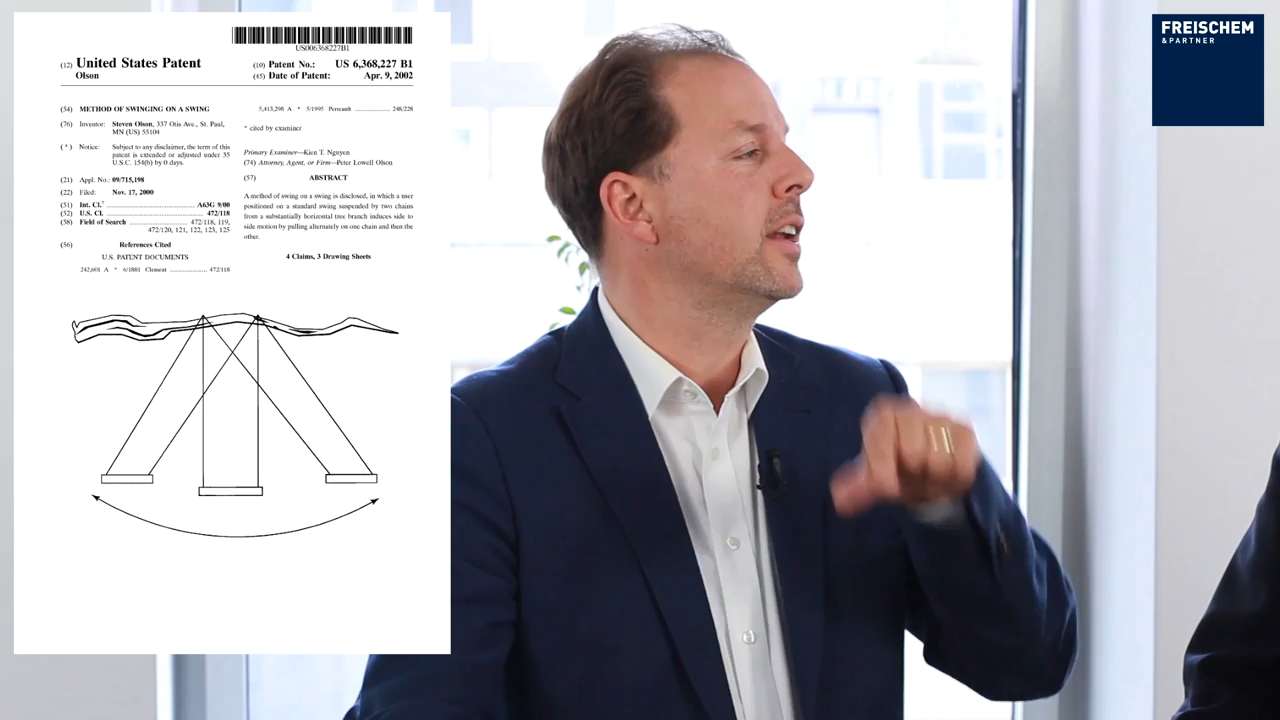 US006368227B1
(12) United States Patent
Olson
(10) Patent No.: US 6,368,227 B1
(45) Date of Patent: Apr. 9, 2002
(54) METHOD OF SWINGING ON A SWING
(76) Inventor: Steven Olson, 337 Otis Ave., St. Paul,
MN (US) 55104
( * ) Notice: Subject to any disclaimer, the term of this
patent is extended or adjusted under 35
U.S.C. 154(b) by 0 days.
(21) Appl. No.: 09/715,198
(22) Filed: Nov. 17, 2000
(51) Int. Cl.7 ........................ A63G 9/00
(52) U.S. Cl. ........................ 472/118
(58) Field of Search ........................ 472/118, 119,
472/120, 121, 122, 123, 125
(56) References Cited
U.S. PATENT DOCUMENTS
242,601 A * 6/1881 Clement ................ 472/118
5,413,298 A * 5/1995 Perreault ................ 248/228
* cited by examiner
Primary Examiner—Kien T. Nguyen
(74) Attorney, Agent, or Firm—Peter Lowell Olson
(57) ABSTRACT
A method of swing on a swing is disclosed, in which a user
positioned on a standard swing suspended by two chains
from a substantially horizontal tree branch induces side to
side motion by pulling alternately on one chain and then the
other.
4 Claims, 3 Drawing Sheets
FREISCHEM
& PARTNER